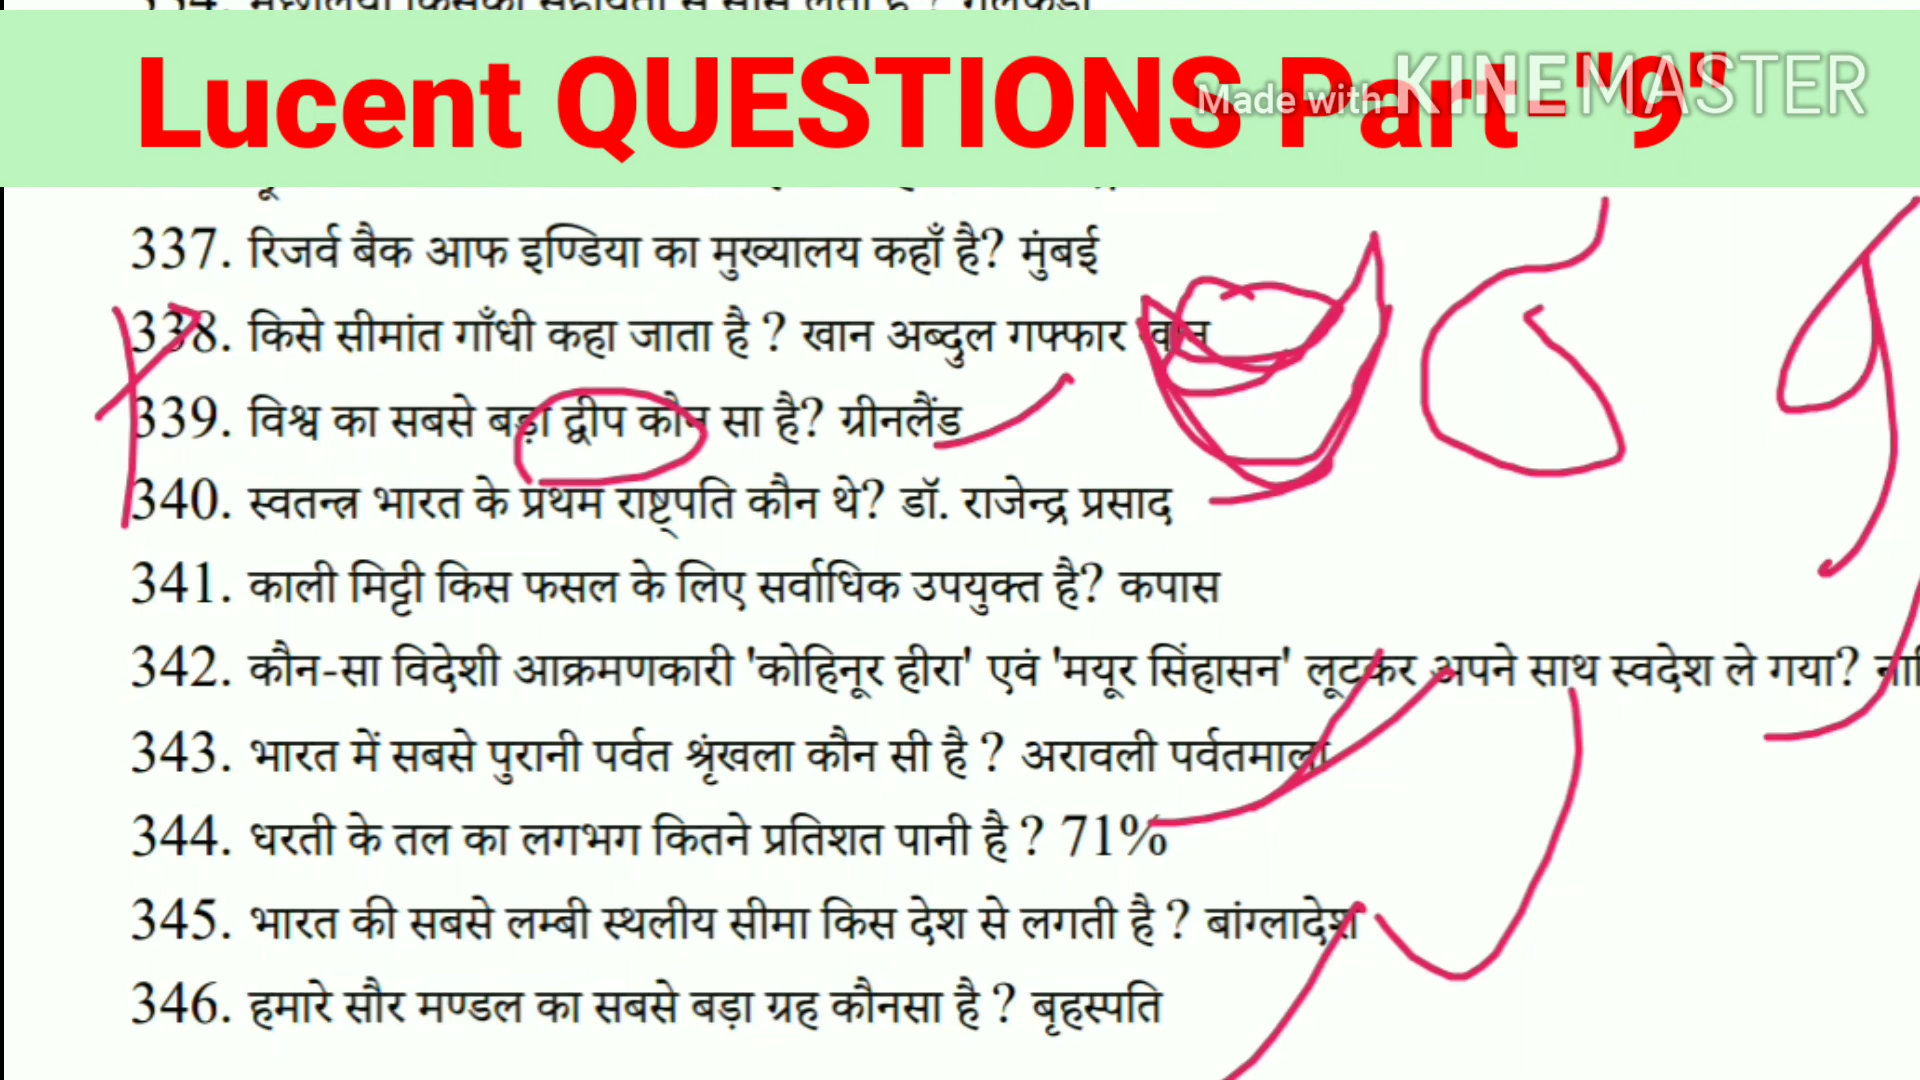 Lucent QUESTIONS Part-"9"
Made with KINEMASTER
337. रिजर्व बैक आफ इण्डिया का मुख्यालय कहाँ है? मुंबई
338. किसे सीमांत गाँधी कहा जाता है ? खान अब्दुल गफ्फार खान
339. विश्व का सबसे बड़ा द्वीप कौन सा है? ग्रीनलैंड
340. स्वतन्त्र भारत के प्रथम राष्ट्रपति कौन थे? डॉ. राजेन्द्र प्रसाद
341. काली मिट्टी किस फसल के लिए सर्वाधिक उपयुक्त है? कपास
342. कौन-सा विदेशी आक्रमणकारी 'कोहिनूर हीरा' एवं 'मयूर सिंहासन' लूटकर अपने साथ स्वदेश ले गया?
343. भारत में सबसे पुरानी पर्वत श्रृंखला कौन सी है ? अरावली पर्वतमाला
344. धरती के तल का लगभग कितने प्रतिशत पानी है ? 71%
345. भारत की सबसे लम्बी स्थलीय सीमा किस देश से लगती है ? बांग्लादेश
346. हमारे सौर मण्डल का सबसे बड़ा ग्रह कौनसा है ? बृहस्पति